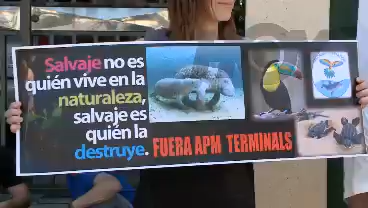 Salvaje no es
quién vive en la
naturaleza,
salvaje es
quién la
destruye.
FUERA APM TERMINALS